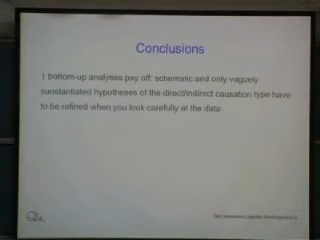 Conclusions
1 bottom-up analyses pay off: schematic and only vaguely
sunstantiated hypotheses of the direct/indirect causation type have
to be refined when you look carefully at the data